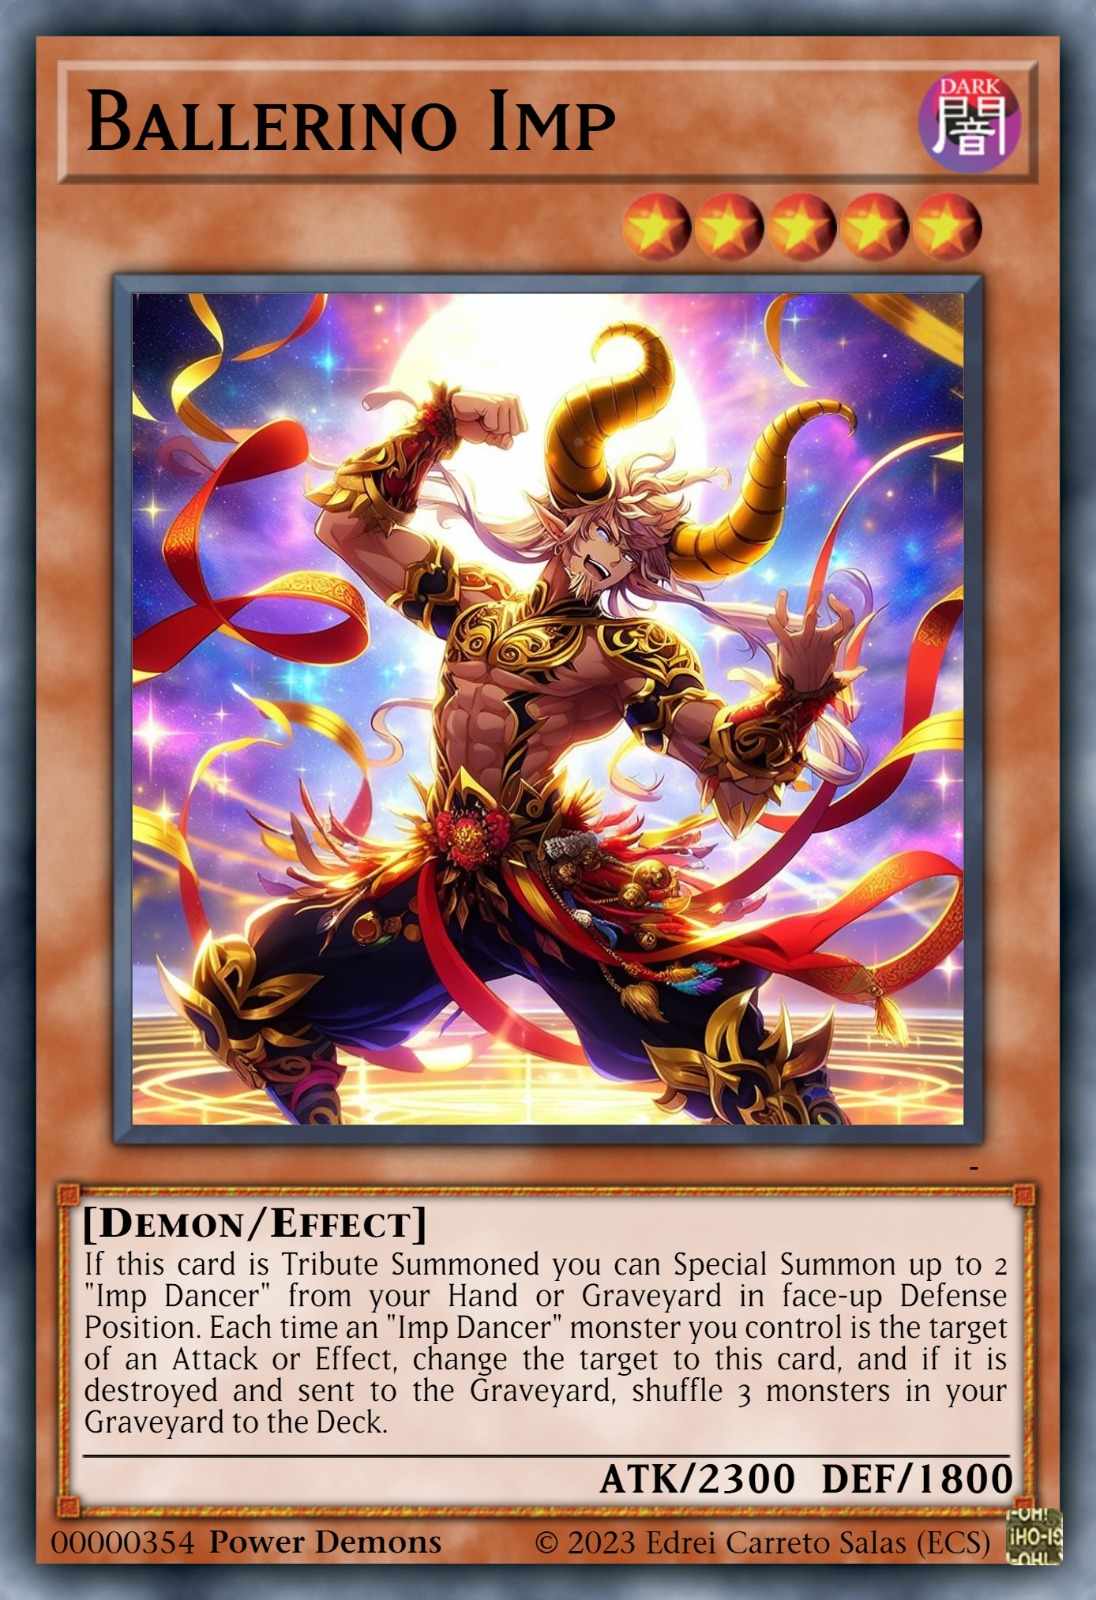 Ballerino Imp
DARK
闇
-
[Demon/Effect]
If this card is Tribute Summoned you can Special Summon up to 2
"Imp Dancer" from your Hand or Graveyard in face-up Defense
Position. Each time an "Imp Dancer" monster you control is the target
of an Attack or Effect, change the target to this card, and if it is
destroyed and sent to the Graveyard, shuffle 3 monsters in your
Graveyard to the Deck.
ATK/2300 DEF/1800
00000354 Power Demons © 2023 Edrei Carreto Salas (ECS)